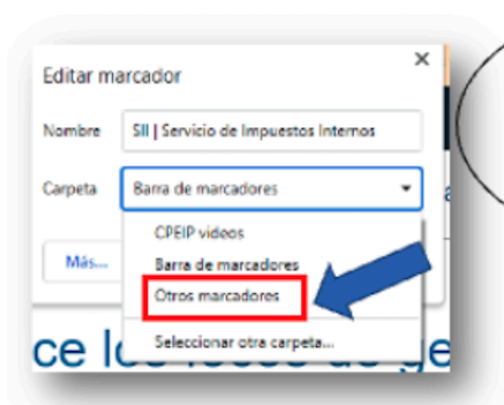 Editar marcador
Nombre SII | Servicio de Impuestos Internos
Carpeta Barra de marcadores
CPEIP videos
Más... Barra de marcadores
Otros marcadores
Seleccionar otra carpeta...